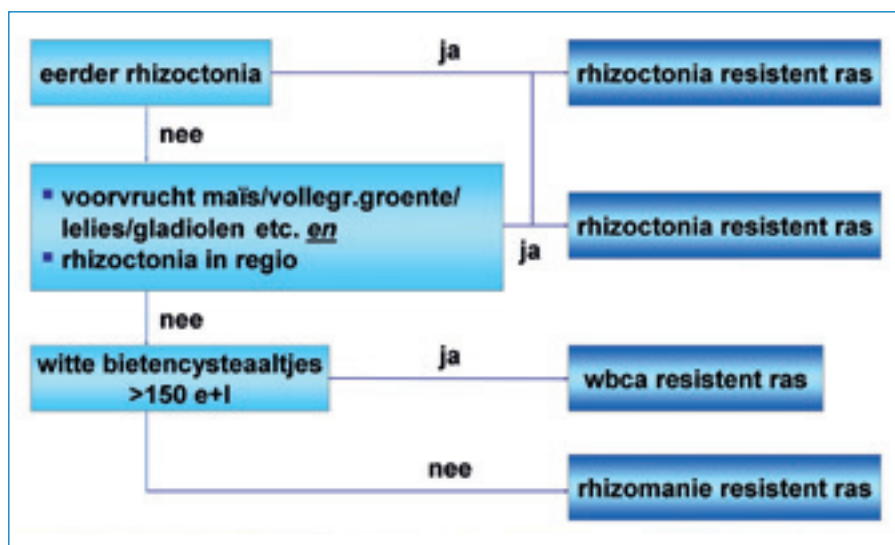 eerder rhizoctonia
ja
rhizoctonia resistent ras
nee
▪ voorvrucht maïs/vollegr.groente/
lelies/gladiolen etc. en
▪ rhizoctonia in regio
ja
rhizoctonia resistent ras
nee
witte bietencysteaaltjes
>150 e+l
ja
wbca resistent ras
nee
rhizomanie resistent ras